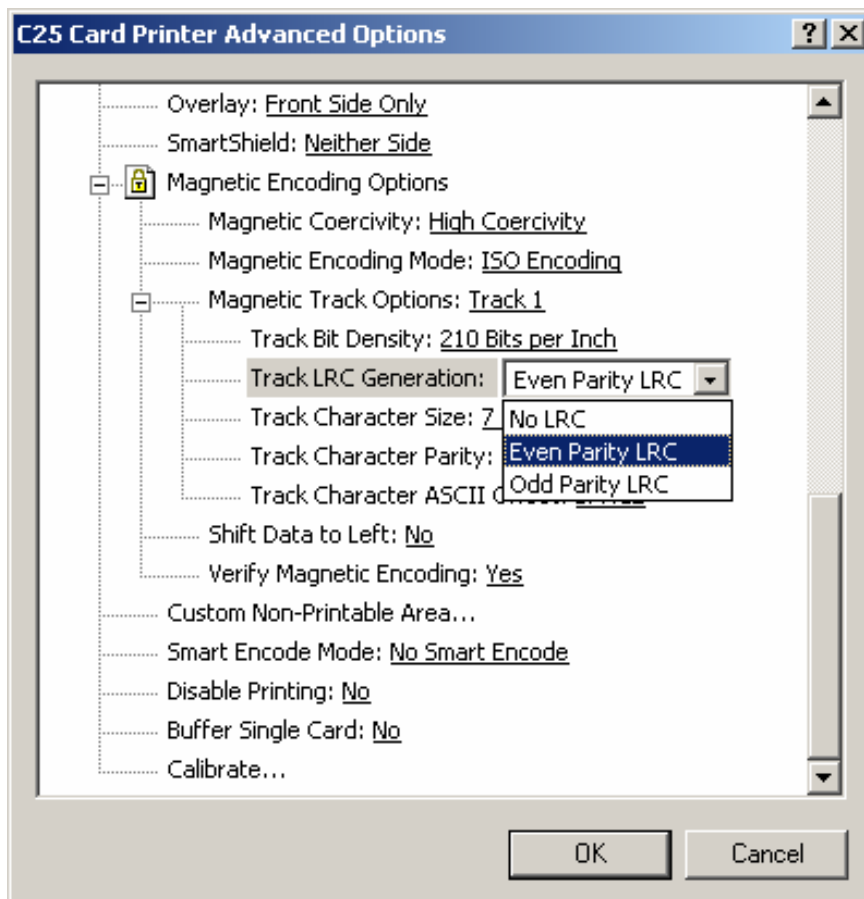 C25 Card Printer Advanced Options
Overlay: Front Side Only
SmartShield: Neither Side
Magnetic Encoding Options
Magnetic Coercivity: High Coercivity
Magnetic Encoding Mode: ISO Encoding
Magnetic Track Options: Track 1
Track Bit Density: 210 Bits per Inch
Track LRC Generation: Even Parity LRC
Track Character Size: 7 No LRC
Track Character Parity: Even Parity LRC
Track Character ASCII Odd Parity LRC
Shift Data to Left: No
Verify Magnetic Encoding: Yes
Custom Non-Printable Area...
Smart Encode Mode: No Smart Encode
Disable Printing: No
Buffer Single Card: No
Calibrate...
OK Cancel